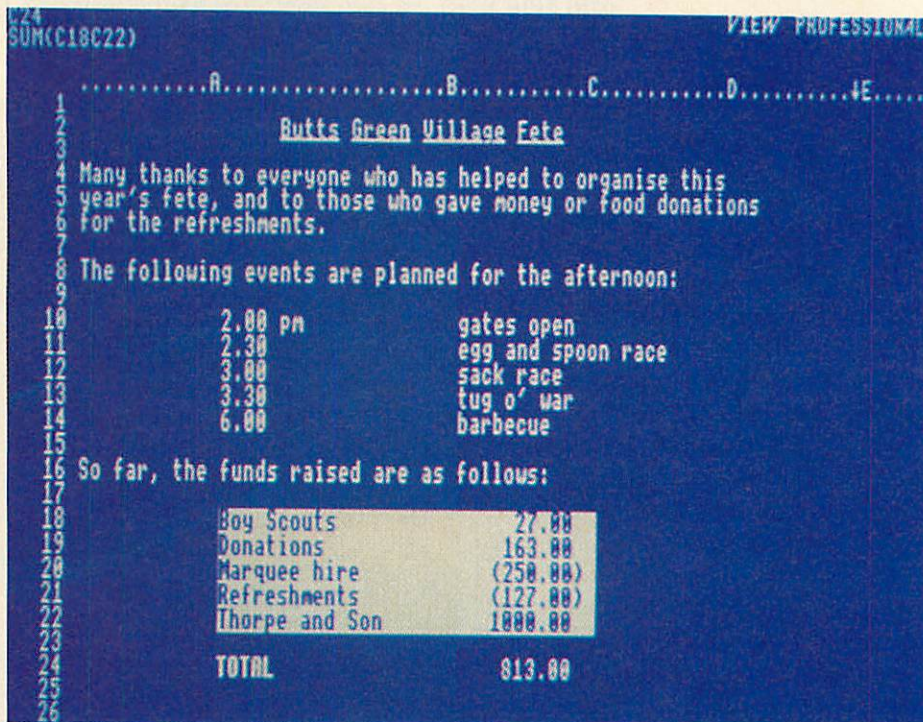 C24 VIEW PROFESSIONAL
SUM(C18C22)
...........A...................B...........C...........D..........↓E.....
1
2 Butts Green Village Fete
3
4 Many thanks to everyone who has helped to organise this
5 year's fete, and to those who gave money or food donations
6 for the refreshments.
7
8 The following events are planned for the afternoon:
9
10 2.00 pm gates open
11 2.30 egg and spoon race
12 3.00 sack race
13 3.30 tug o' war
14 6.00 barbecue
15
16 So far, the funds raised are as follows:
17
18 Boy Scouts 27.00
19 Donations 163.00
20 Marquee hire (250.00)
21 Refreshments (127.00)
22 Thorpe and Son 1000.00
23
24 TOTAL 813.00
25
26